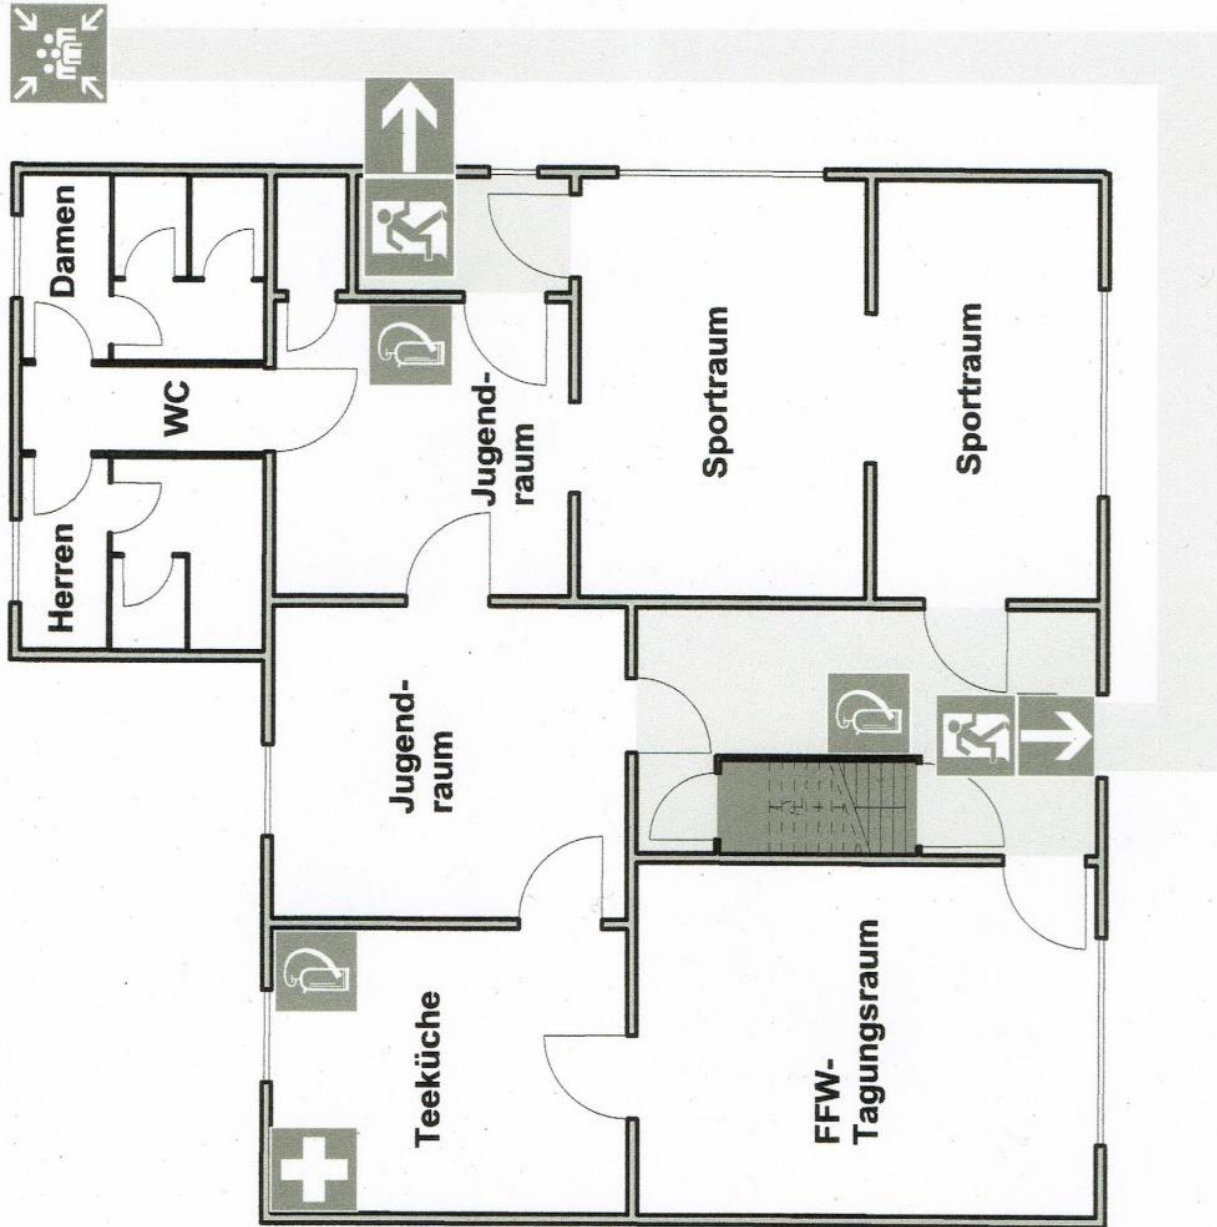 Herren
WC
Damen
Teeküche
Jugend-
raum
Jugend-
raum
FFW-
Tagungsraum
Sportraum
Sportraum